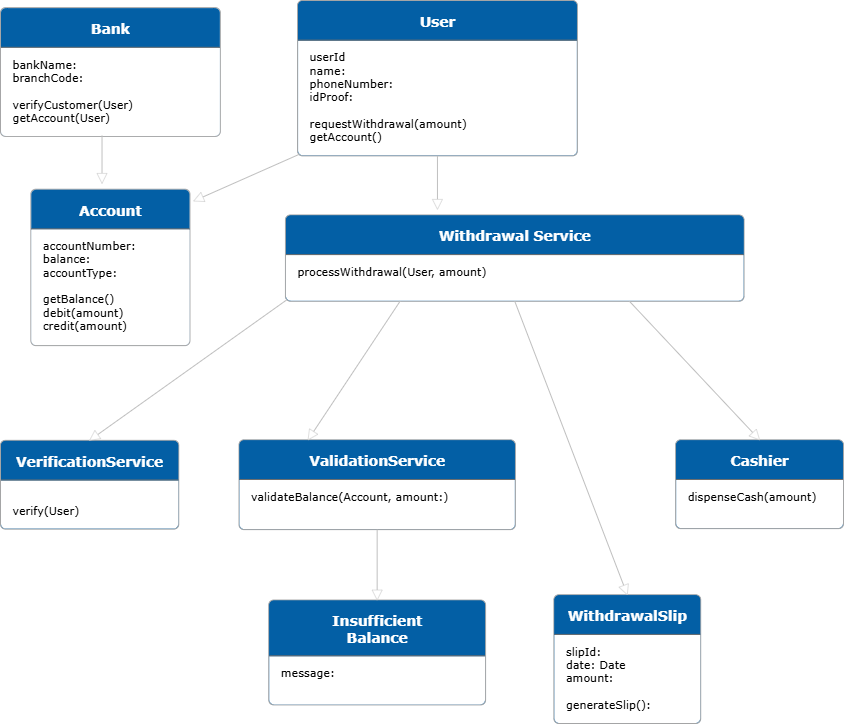 Bank
bankName:
branchCode:
verifyCustomer(User)
getAccount(User)
User
userId
name:
phoneNumber:
idProof:
requestWithdrawal(amount)
getAccount()
Account
accountNumber:
balance:
accountType:
getBalance()
debit(amount)
credit(amount)
Withdrawal Service
processWithdrawal(User, amount)
VerificationService
verify(User)
ValidationService
validateBalance(Account, amount:)
Cashier
dispenseCash(amount)
Insufficient
Balance
message:
WithdrawalSlip
slipId:
date: Date
amount:
generateSlip():